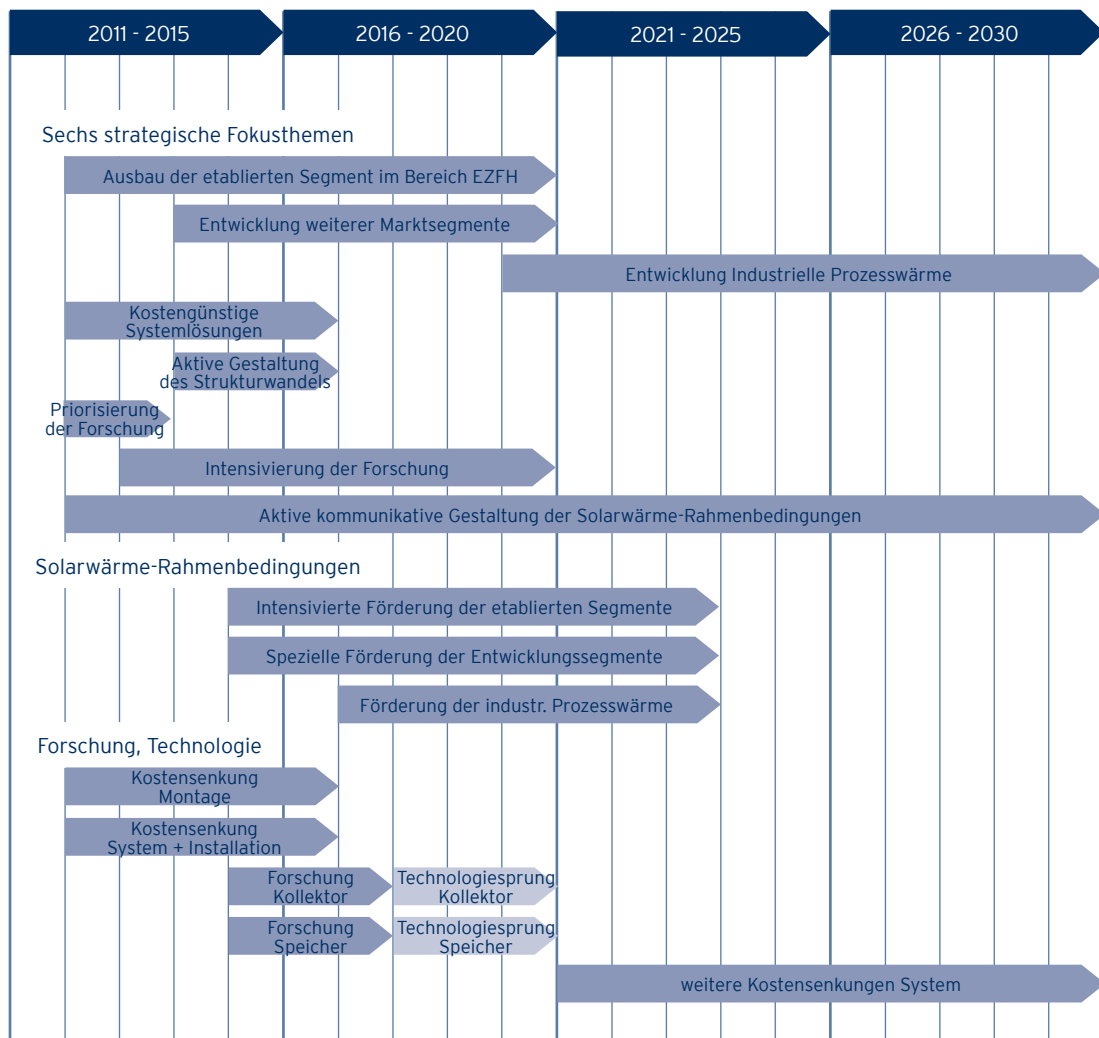 2011 - 2015
2016 - 2020
2021 - 2025
2026 - 2030
Sechs strategische Fokusthemen
Ausbau der etablierten Segment im Bereich EZFH
Entwicklung weiterer Marktsegmente
Entwicklung Industrielle Prozesswärme
Kostengünstige
Systemlösungen
Aktive Gestaltung
des Strukturwandels
Priorisierung
der Forschung
Intensivierung der Forschung
Aktive kommunikative Gestaltung der Solarwärme-Rahmenbedingungen
Solarwärme-Rahmenbedingungen
Intensivierte Förderung der etablierten Segmente
Spezielle Förderung der Entwicklungssegmente
Förderung der industr. Prozesswärme
Forschung, Technologie
Kostensenkung
Montage
Kostensenkung
System + Installation
Forschung
Kollektor
Technologiesprung
Kollektor
Forschung
Speicher
Technologiesprung
Speicher
weitere Kostensenkungen System